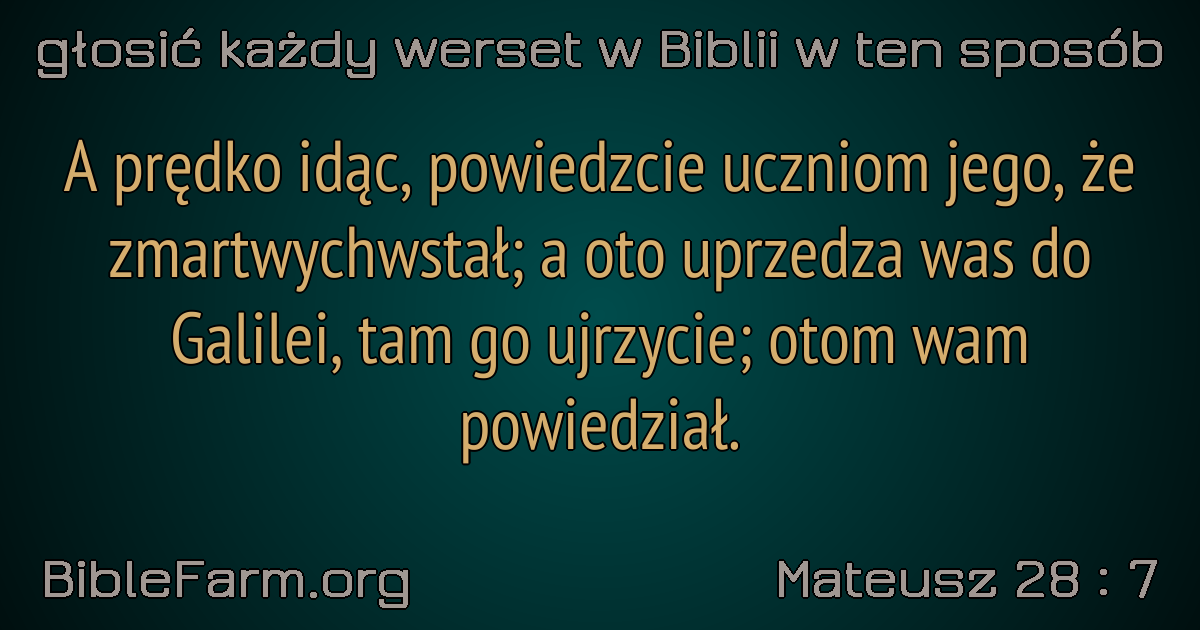 głosić każdy werset w Biblii w ten sposób
A prędko idąc, powiedzcie uczniom jego, że
zmartwychwstał; a oto uprzedza was do
Galilei, tam go ujrzycie; otom wam
powiedział.
BibleFarm.org
Mateusz 28 : 7